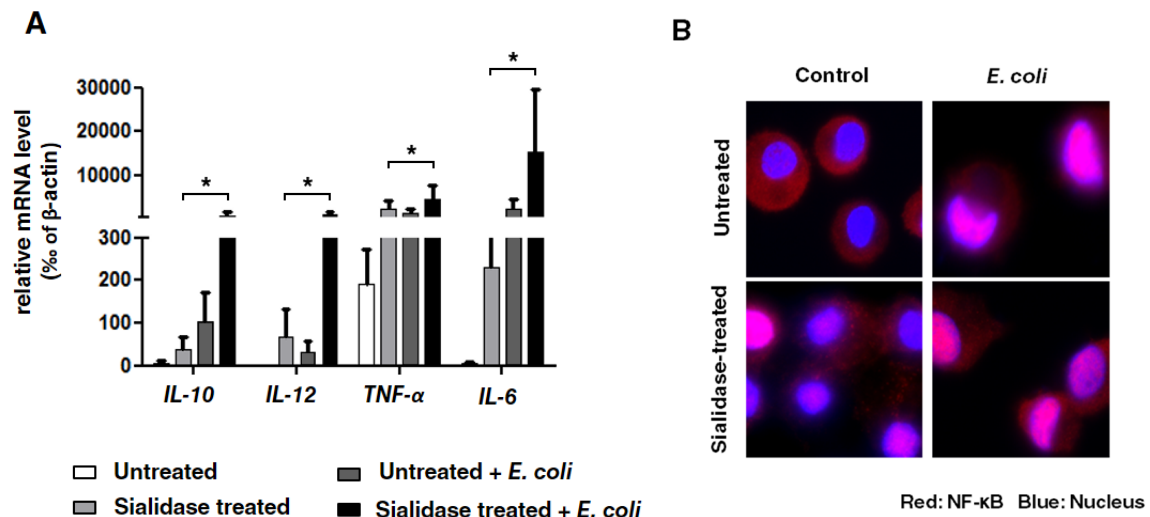 A
relative mRNA level
(‰ of β-actin)
30000
20000
10000
300
200
100
0
*
*
*
*
IL-10 IL-12 TNF-α IL-6
Untreated
Untreated + E. coli
Sialidase treated
Sialidase treated + E. coli
B
Control
E. coli
Untreated
Sialidase-treated
Red: NF-κB Blue: Nucleus